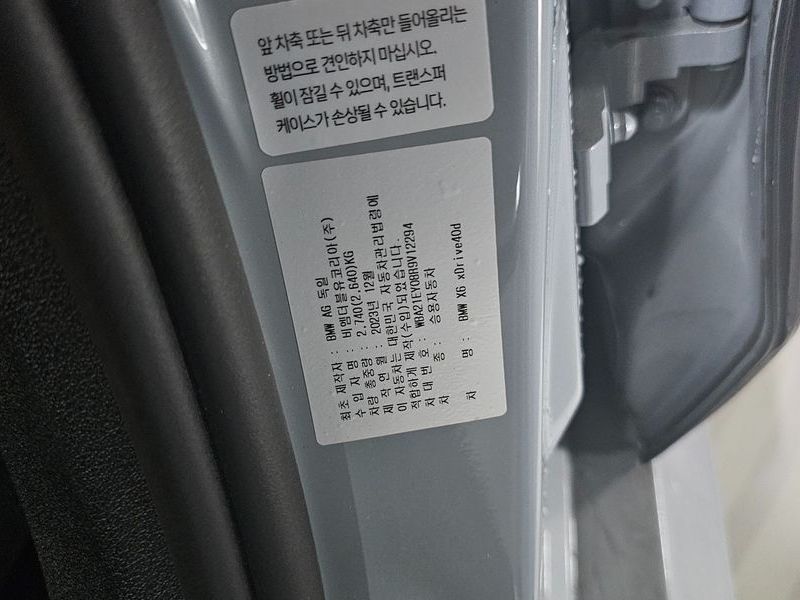 앞 차축 또는 뒤 차축만 들어올리는
방법으로 견인하지 마십시오.
휠이 잠길 수 있으며, 트랜스퍼
케이스가 손상될 수 있습니다.
최초 제작자 : BMW AG 독일
수 입 자 명 : 비엠더블유코리아(주)
차량 총중량 : 2,740(2,640)KG
제 작 연 월 : 2023년 12월
이 자동차는 대한민국 자동차관리법령에
적합하게 제작(수입)되었습니다.
차 대 번 호 : WBA21EY08R9V12294
차 종 : 승용자동차
차 명 : BMW X6 xDrive40d